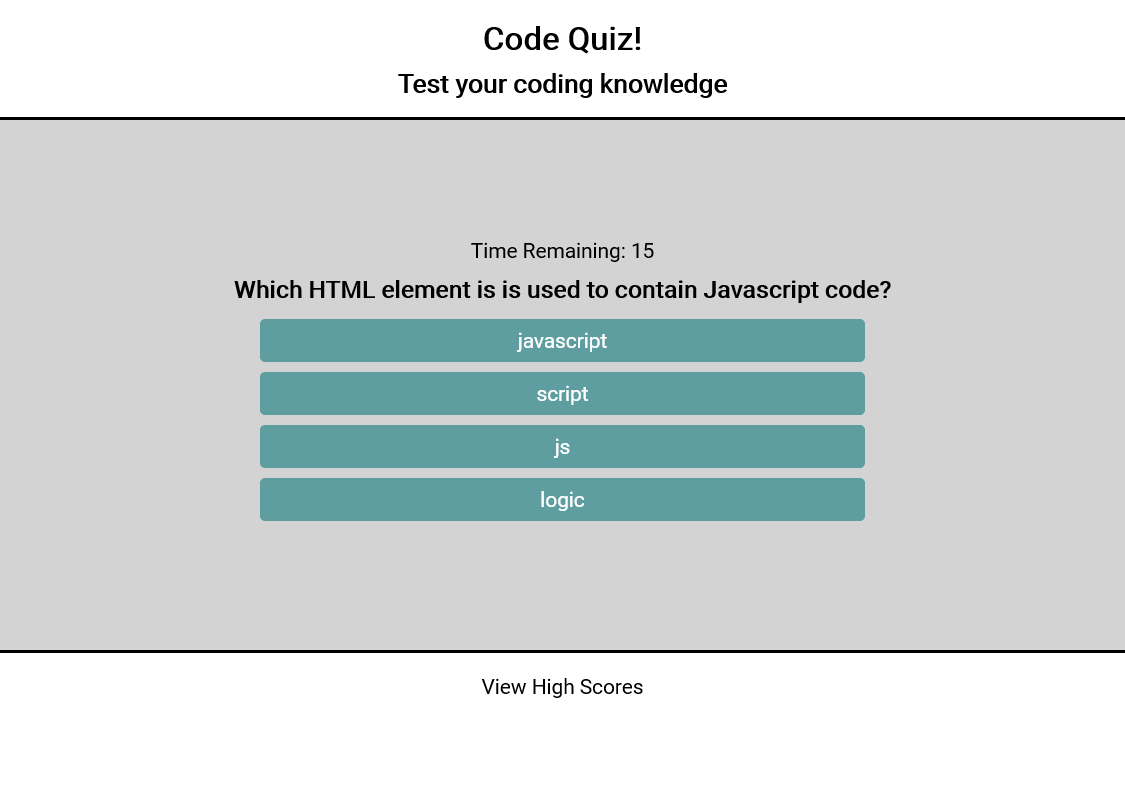 Code Quiz!
Test your coding knowledge
Time Remaining: 15
Which HTML element is is used to contain Javascript code?
javascript
script
js
logic
View High Scores